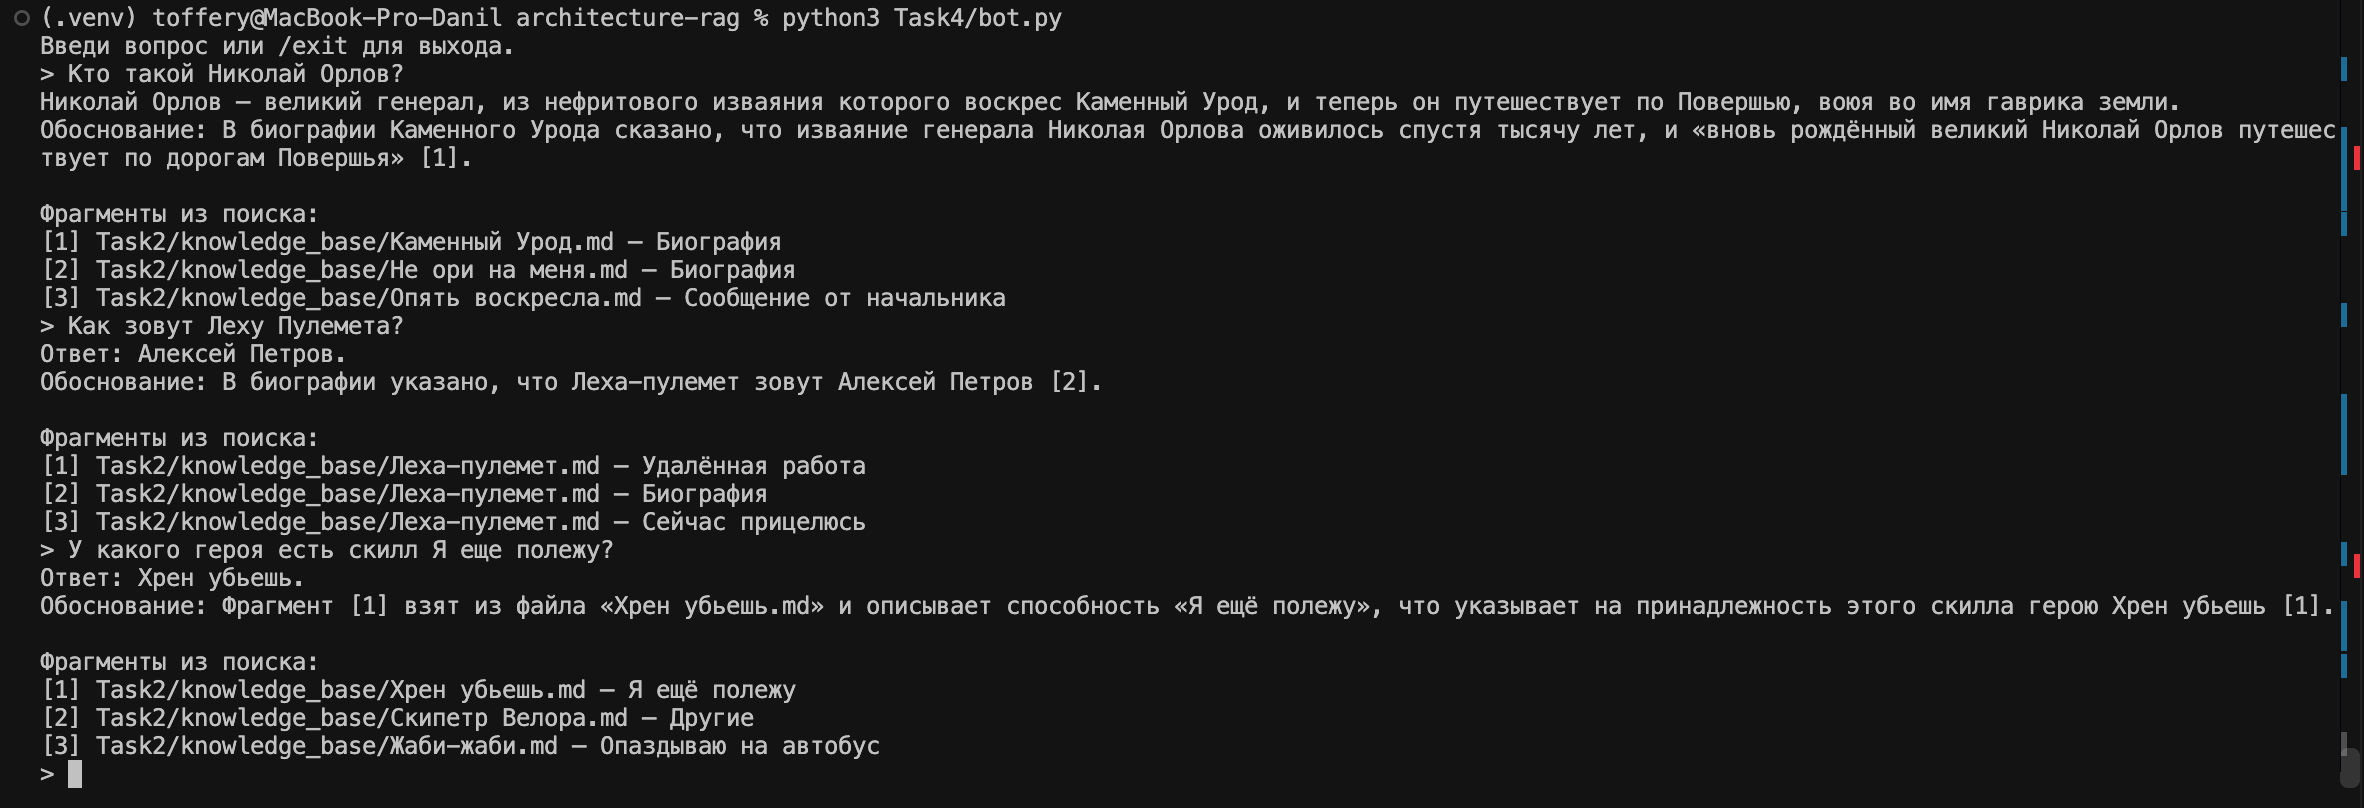 (.venv) toffery@MacBook-Pro-Danil architecture-rag % python3 Task4/bot.py
Введи вопрос или /exit для выхода.
> Кто такой Николай Орлов?
Николай Орлов — великий генерал, из нефритового изваяния которого воскрес Каменный Урод, и теперь он путешествует по Повершью, воюя во имя гаврика земли.
Обоснование: В биографии Каменного Урода сказано, что изваяние генерала Николая Орлова оживилось спустя тысячу лет, и «вновь рождённый великий Николай Орлов путешес
твует по дорогам Повершья» [1].
Фрагменты из поиска:
[1] Task2/knowledge_base/Каменный Урод.md — Биография
[2] Task2/knowledge_base/Не ори на меня.md — Биография
[3] Task2/knowledge_base/Опять воскресла.md — Сообщение от начальника
> Как зовут Леху Пулемета?
Ответ: Алексей Петров.
Обоснование: В биографии указано, что Леха-пулемет зовут Алексей Петров [2].
Фрагменты из поиска:
[1] Task2/knowledge_base/Леха-пулемет.md — Удалённая работа
[2] Task2/knowledge_base/Леха-пулемет.md — Биография
[3] Task2/knowledge_base/Леха-пулемет.md — Сейчас прицелюсь
> У какого героя есть скилл Я еще полежу?
Ответ: Хрен убьешь.
Обоснование: Фрагмент [1] взят из файла «Хрен убьешь.md» и описывает способность «Я ещё полежу», что указывает на принадлежность этого скилла герою Хрен убьешь [1].
Фрагменты из поиска:
[1] Task2/knowledge_base/Хрен убьешь.md — Я ещё полежу
[2] Task2/knowledge_base/Скипетр Велора.md — Другие
[3] Task2/knowledge_base/Жаби-жаби.md — Опаздываю на автобус
>